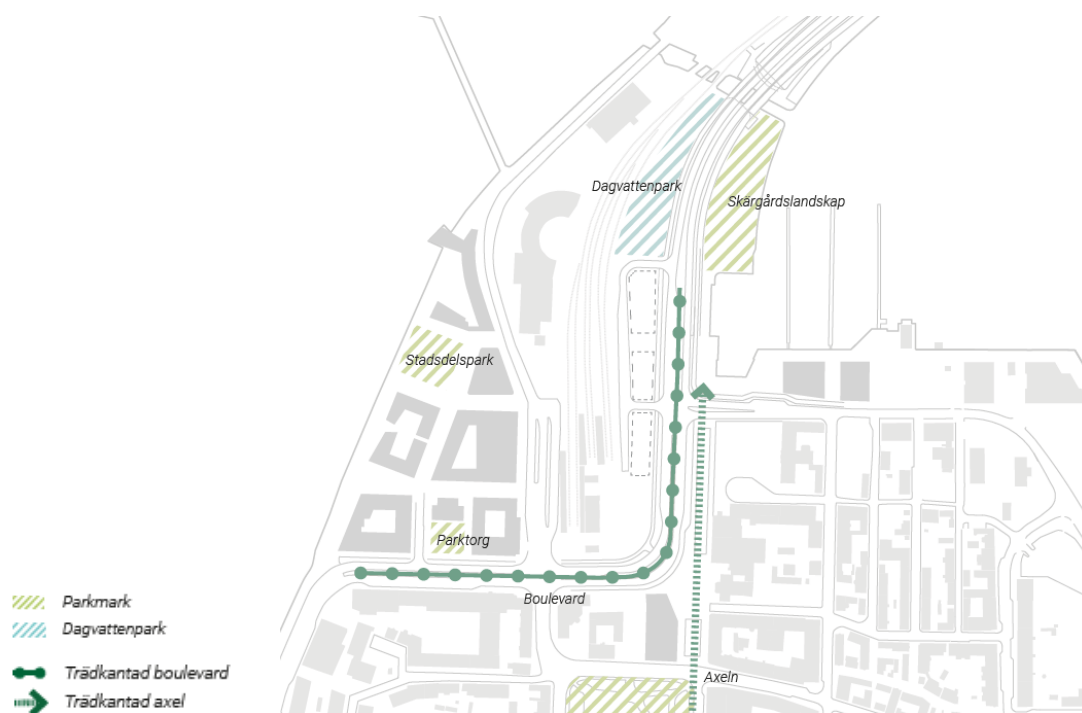 Dagvattenpark
Skärgårdslandskap
Stadsdelspark
Parktorg
Boulevard
Axeln
Parkmark
Dagvattenpark
Trädkantad boulevard
Trädkantad axel